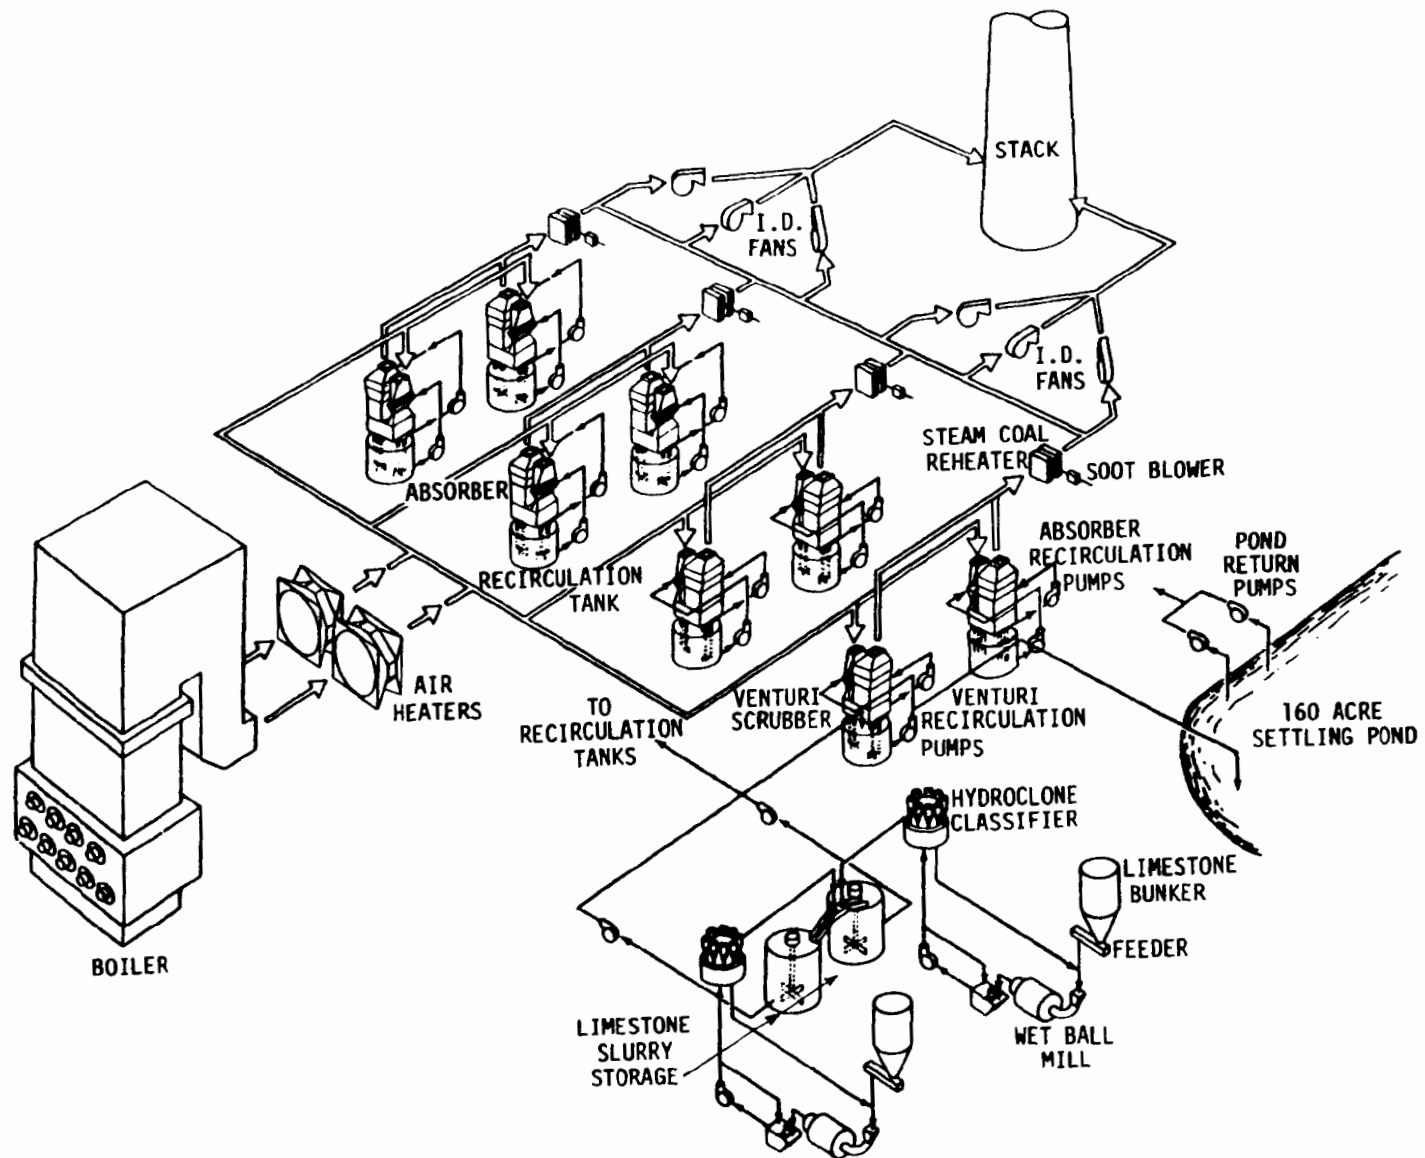 STACK
I.D.
FANS
I.D.
FANS
STEAM COAL
REHEATER
SOOT BLOWER
ABSORBER
ABSORBER
RECIRCULATION
PUMPS
POND
RETURN
PUMPS
RECIRCULATION
TANK
AIR
HEATERS
TO
RECIRCULATION
TANKS
VENTURI
SCRUBBER
VENTURI
RECIRCULATION
PUMPS
160 ACRE
SETTLING POND
HYDROCLONE
CLASSIFIER
LIMESTONE
BUNKER
FEEDER
BOILER
LIMESTONE
SLURRY
STORAGE
WET BALL
MILL